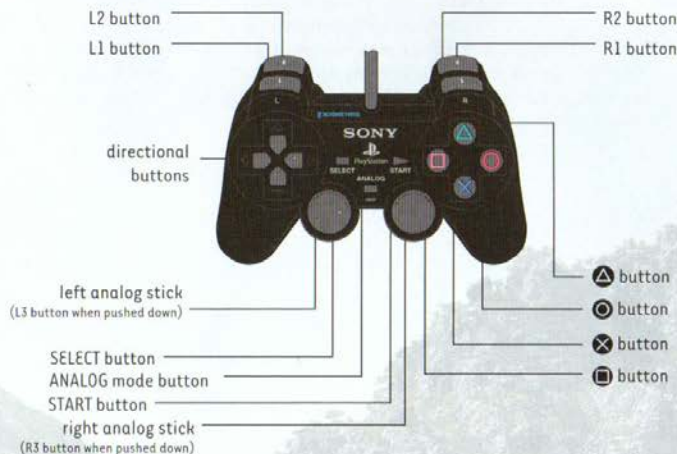 L2 button
R2 button
L1 button
R1 button
L
R
SONY
PlayStation
SELECT
START
ANALOG
directional
buttons
left analog stick
(L3 button when pushed down)
SELECT button
ANALOG mode button
START button
right analog stick
(R3 button when pushed down)
△ button
○ button
✕ button
□ button